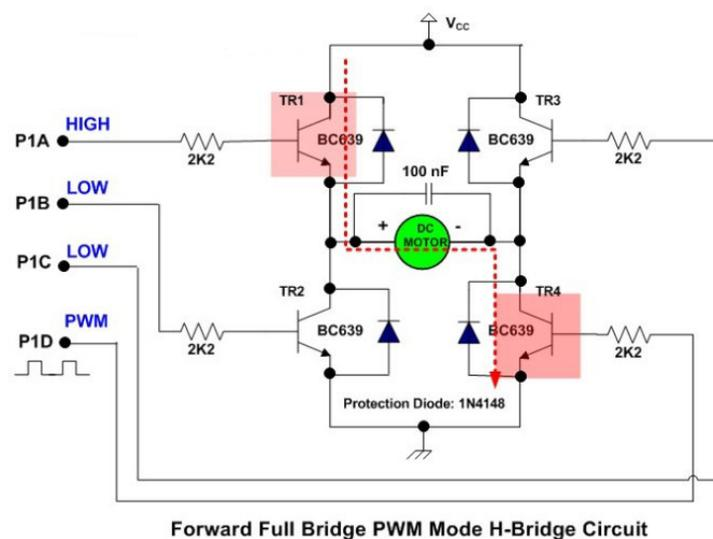 Vcc
TR1
TR3
HIGH
P1A
2K2
BC639
BC639
2K2
100 nF
LOW
P1B
+
DC
MOTOR
-
LOW
P1C
TR2
TR4
PWM
P1D
2K2
BC639
BC639
2K2
Protection Diode: 1N4148
Forward Full Bridge PWM Mode H-Bridge Circuit